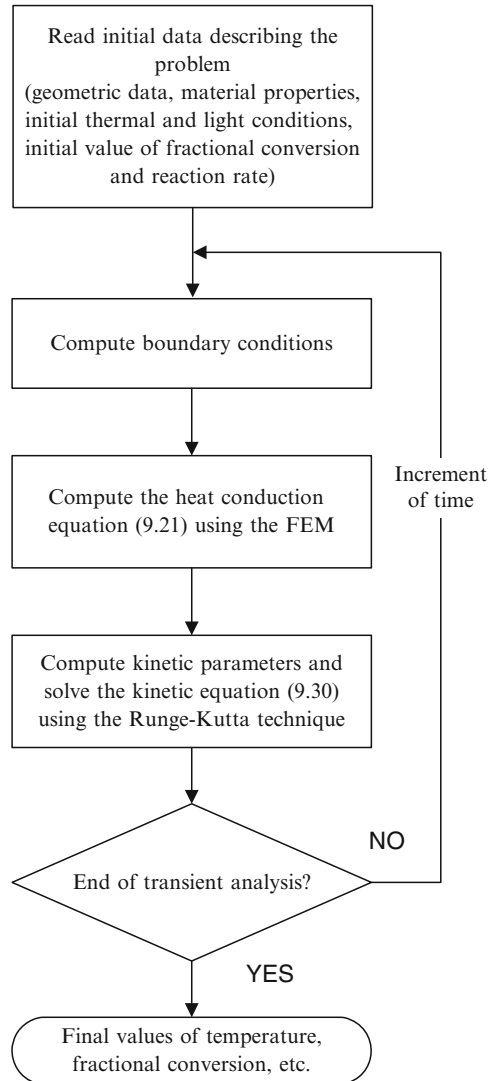 Read initial data describing the
problem
(geometric data, material properties,
initial thermal and light conditions,
initial value of fractional conversion
and reaction rate)
Compute boundary conditions
Increment
of time
Compute the heat conduction
equation (9.21) using the FEM
Compute kinetic parameters and
solve the kinetic equation (9.30)
using the Runge-Kutta technique
NO
End of transient analysis?
YES
Final values of temperature,
fractional conversion, etc.